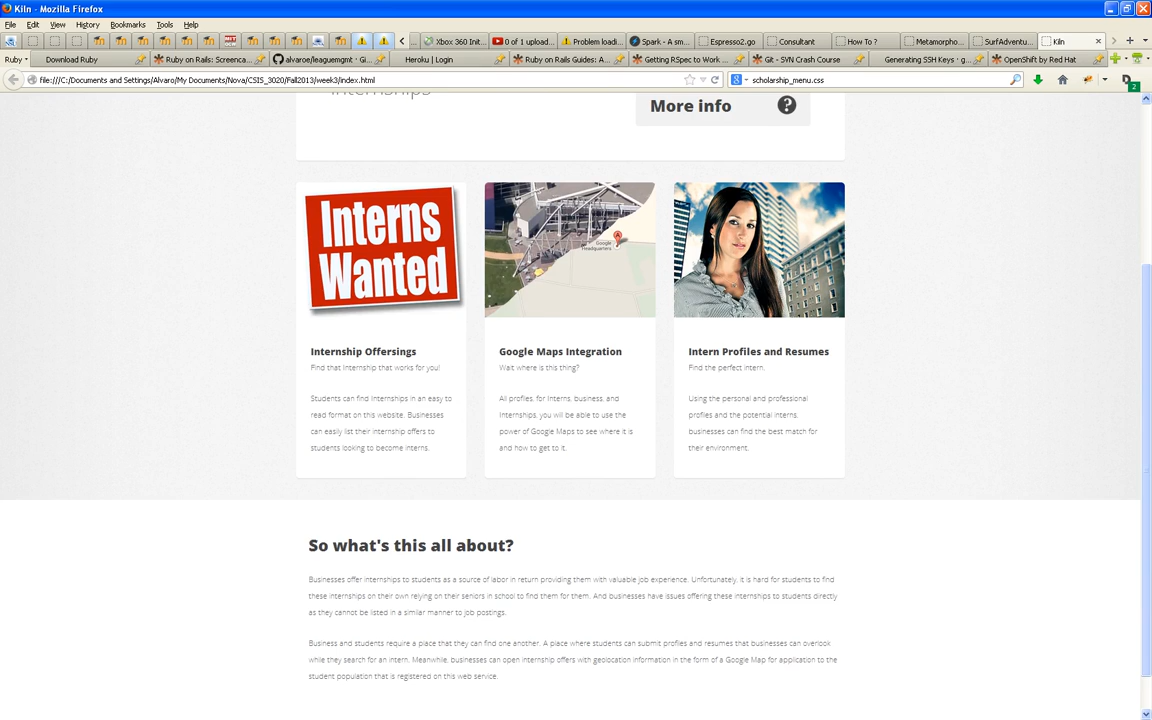 Kiln - Mozilla Firefox
File Edit View History Bookmarks Tools Help
... Xbox 360 Init... 0 of 1 upload... Problem loadi... Spark - A sm... Espresso2.go Consultant How To ? Metamorpho... SurfAdventu... Kiln
Ruby Download Ruby Ruby on Rails: Screenca... alvaroe/leaguemgmt · Gi... Heroku | Login Ruby on Rails Guides: A... Getting RSpec to Work ... Git - SVN Crash Course Generating SSH Keys · g... OpenShift by Red Hat
file:///C:/Documents and Settings/Alvaro/My Documents/Nova/CSIS_3020/Fall2013/week3/index.html scholarship_menu.css 2
Internships
More info ?
Interns
Wanted
A
Google
Headquarters
Internship Offersings
Find that Internship that works for you!
Students can find Internships in an easy to
read format on this website. Businesses
can easily list their internship offers to
students looking to become interns.
Google Maps Integration
Wait where is this thing?
All profiles: for Interns, business, and
Internships, you will be able to use the
power of Google Maps to see where it is
and how to get to it.
Intern Profiles and Resumes
Find the perfect intern.
Using the personal and professional
profiles and the potential interns,
businesses can find the best match for
their environment.
So what's this all about?
Businesses offer internships to students as a source of labor in return providing them with valuable job experience. Unfortunately, it is hard for students to find
these internships on their own relying on their seniors in school to find them for them. And businesses have issues offering these internships to students directly
as they cannot be listed in a similar manner to job postings.
Business and students require a place that they can find one another. A place where students can submit profiles and resumes that businesses can overlook
while they search for an intern. Meanwhile, businesses can open internship offers with geolocation information in the form of a Google Map for application to the
student population that is registered on this web service.